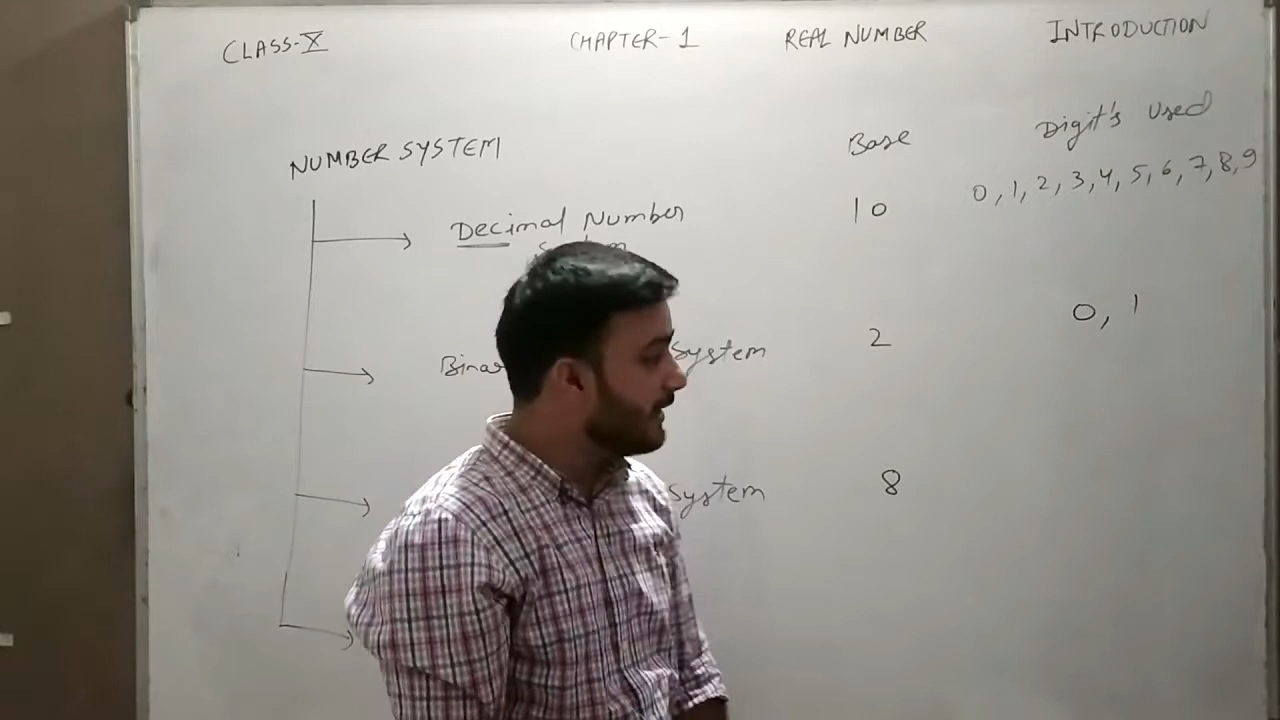 CLASS-X CHAPTER-1 REAL NUMBER INTRODUCTION
NUMBER SYSTEM Base Digit's Used
Decimal Number 10 0, 1, 2, 3, 4, 5, 6, 7, 8, 9
System 2 0, 1
System 8